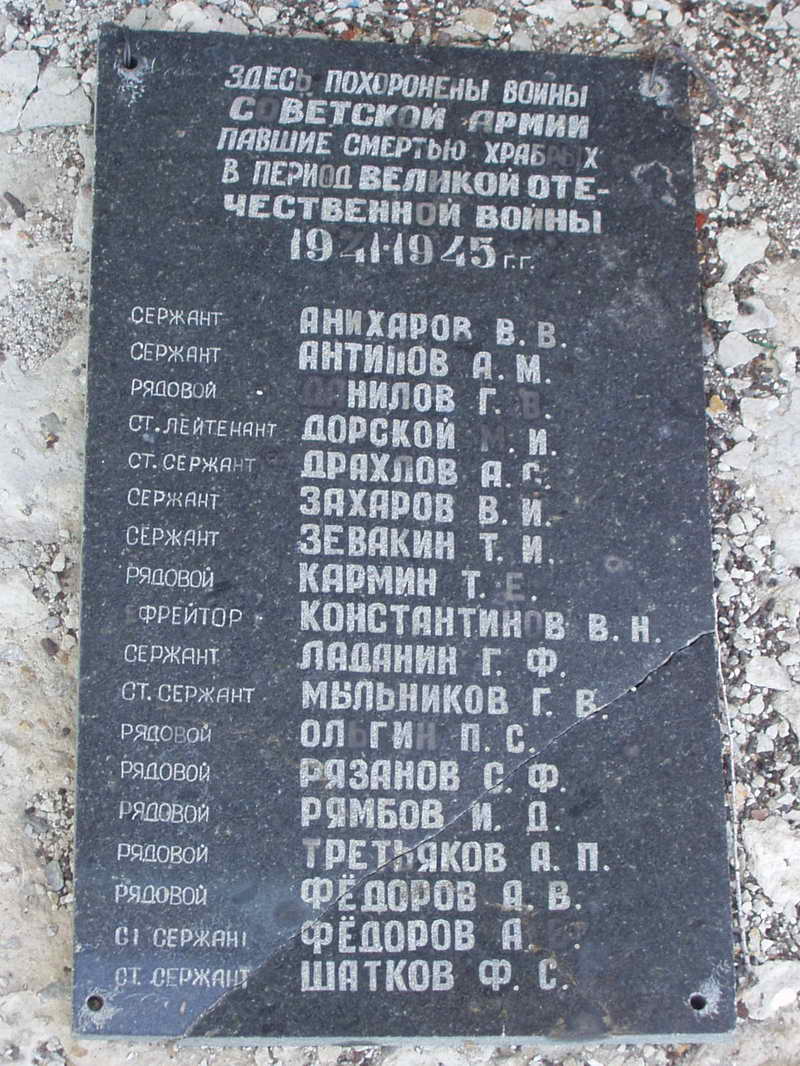 ЗДЕСЬ ПОХОРОНЕНЫ ВОИНЫ
СОВЕТСКОЙ АРМИИ
ПАВШИЕ СМЕРТЬЮ ХРАБРЫХ
В ПЕРИОД ВЕЛИКОЙ ОТЕ-
ЧЕСТВЕННОЙ ВОЙНЫ
1941·1945 г.г.
СЕРЖАНТ АНИХАРОВ В. В.
СЕРЖАНТ АНТИПОВ А. М.
РЯДОВОЙ ДАНИЛОВ Г. В.
СТ. ЛЕЙТЕНАНТ ДОРСКОЙ М. И.
СТ. СЕРЖАНТ ДРАХЛОВ А. С.
СЕРЖАНТ ЗАХАРОВ В. И.
СЕРЖАНТ ЗЕВАКИН Т. И.
РЯДОВОЙ КАРМИН Т. Е.
ЕФРЕЙТОР КОНСТАНТИНОВ В. Н.
СЕРЖАНТ ЛАДАНИН Г. Ф.
СТ. СЕРЖАНТ МЫЛЬНИКОВ Г. В.
РЯДОВОЙ ОЛЬГИН П. С.
РЯДОВОЙ РЯЗАНОВ С. Ф.
РЯДОВОЙ РЯМБОВ И. Д.
РЯДОВОЙ ТРЕТЬЯКОВ А. П.
РЯДОВОЙ ФЁДОРОВ А. В.
СТ СЕРЖАНТ ФЁДОРОВ А.
СТ. СЕРЖАНТ ШАТКОВ Ф. С.